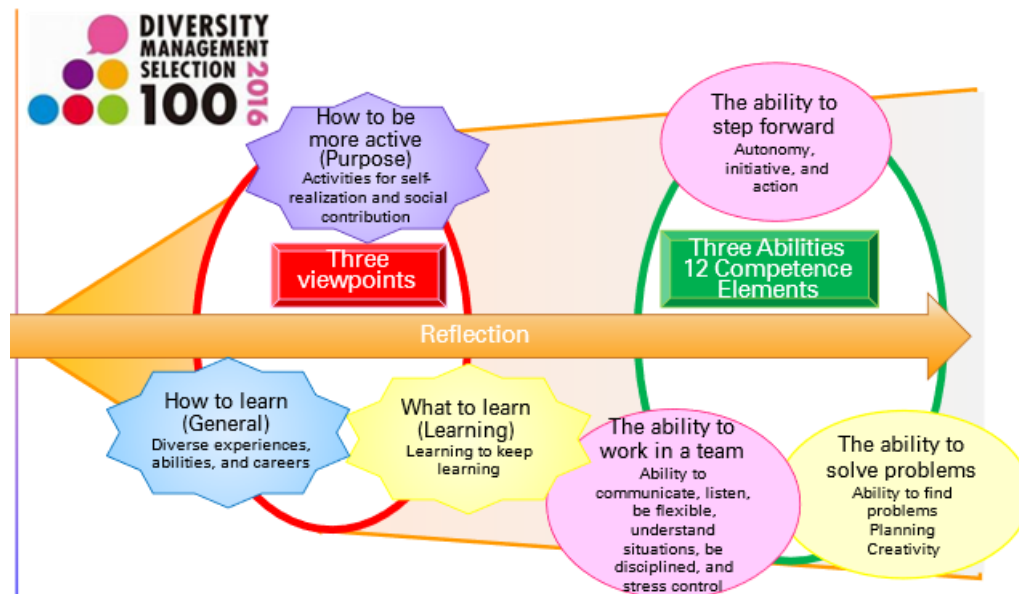 DIVERSITY
MANAGEMENT
SELECTION
100
2016
How to be
more active
(Purpose)
Activities for self-
realization and social
contribution
The ability to
step forward
Autonomy,
initiative, and
action
Three
viewpoints
Three Abilities
12 Competence
Elements
Reflection
How to learn
(General)
Diverse experiences,
abilities, and careers
What to learn
(Learning)
Learning to keep
learning
The ability to
work in a team
Ability to
communicate, listen,
be flexible,
understand
situations, be
disciplined, and
stress control
The ability to
solve problems
Ability to find
problems
Planning
Creativity